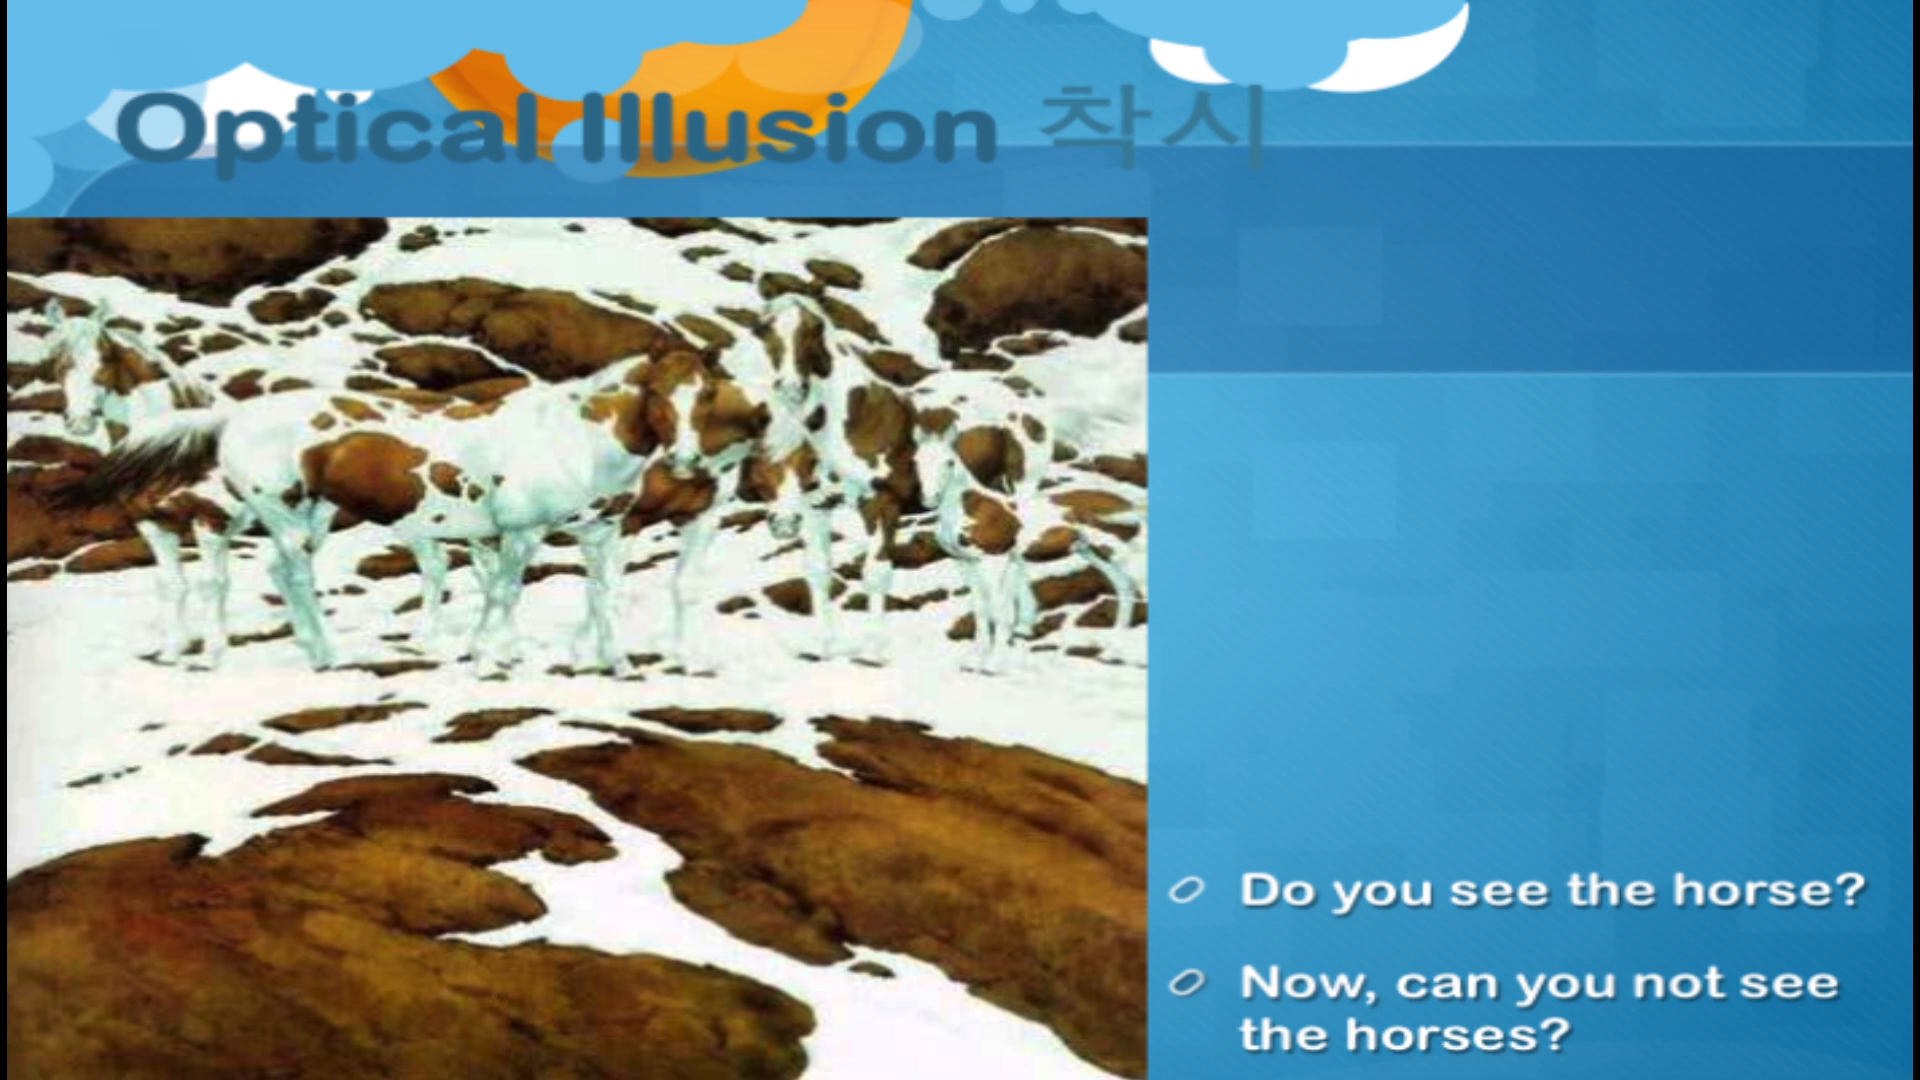 Optical Illusion 착시
Do you see the horse?
Now, can you not see
the horses?